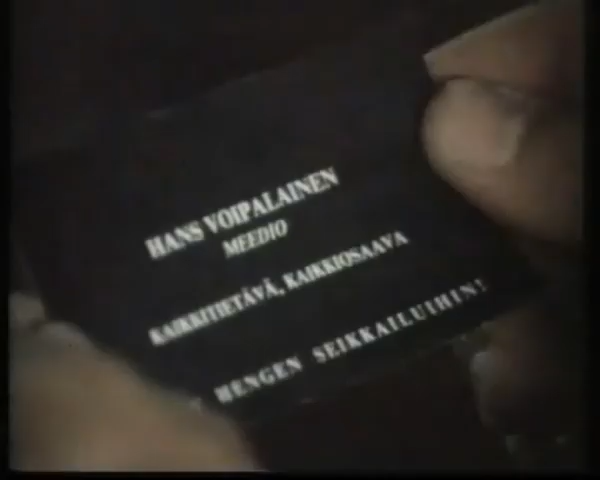 HANS VOIPALAINEN
MEEDIO
KAIKKITIETÄVÄ, KAIKKIOSAAVA
HENGEN SEIKKAILUIHIN!